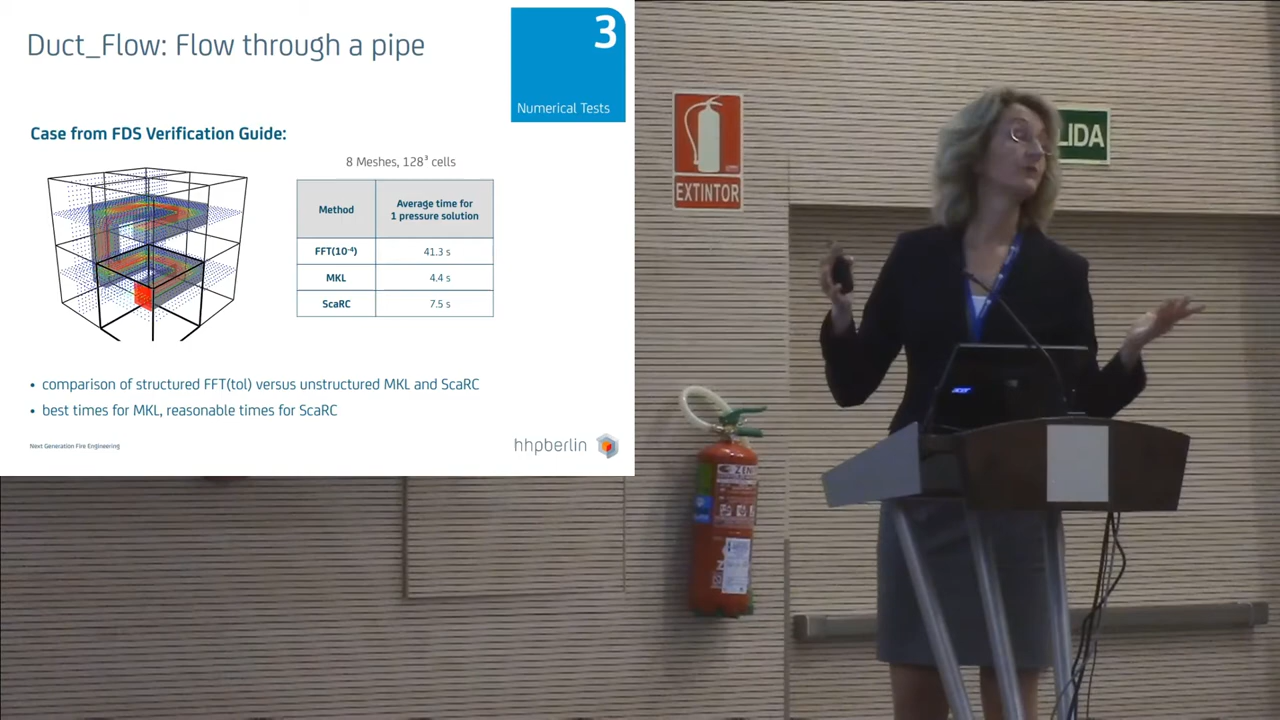 Duct_Flow: Flow through a pipe
3
Numerical Tests
Case from FDS Verification Guide:
8 Meshes, 128³ cells
Method
Average time for
1 pressure solution
FFT(10⁻⁴)
41.3 s
MKL
4.4 s
ScaRC
7.5 s
• comparison of structured FFT(tol) versus unstructured MKL and ScaRC
• best times for MKL, reasonable times for ScaRC
Next Generation Fire Engineering
hhpberlin
EXTINTOR
LIDA
acer